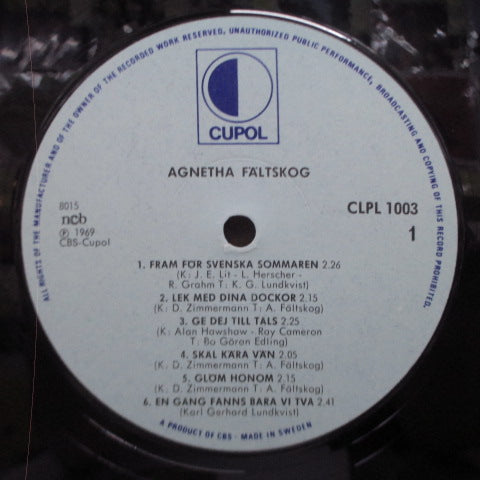 ALL RIGHTS OF THE MANUFACTURER AND OF THE OWNER OF THE RECORDED WORK RESERVED, UNAUTHORIZED PUBLIC PERFORMANCE, BROADCASTING AND COPYING OF THIS RECORD PROHIBITED.
CUPOL
AGNETHA FÄLTSKOG
8015
ncb
℗ 1969
CBS-Cupol
CLPL 1003
1
1. FRAM FÖR SVENSKA SOMMAREN 2.26
(K: J. E. Lit - L. Herscher -
R. Grahm T: K. G. Lundkvist)
2. LEK MED DINA DOCKOR 2.15
(K: D. Zimmermann T: A. Fältskog)
3. GE DEJ TILL TALS 2.25
(K: Alan Hawshaw - Ray Cameron
T: Bo Göran Edling)
4. SKAL KÄRA VÄN 2.05
(K: D. Zimmermann T: A. Fältskog)
5. GLÖM HONOM 2.15
(K: D. Zimmermann T: A. Fältskog)
6. EN GANG FANNS BARA VI TVA 2.41
(Karl Gerhard Lundkvist)
A PRODUCT OF CBS - MADE IN SWEDEN